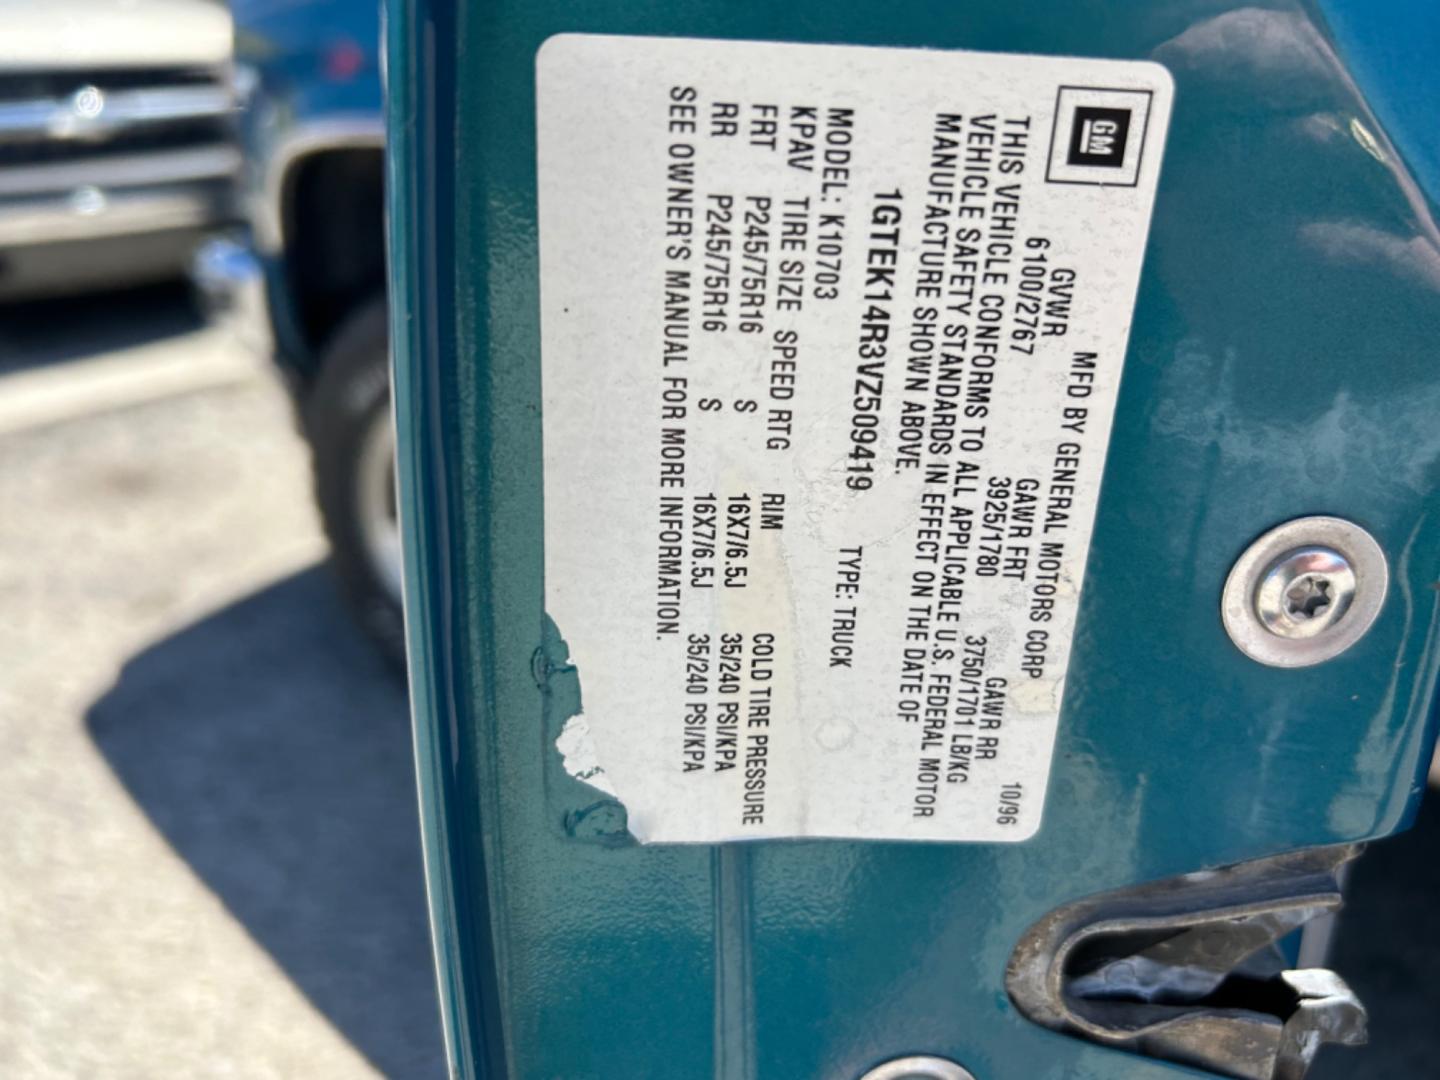 GM
MFD BY GENERAL MOTORS CORP 10/96
GVWR GAWR FRT GAWR RR
6100/2767 3925/1780 3750/1701 LB/KG
THIS VEHICLE CONFORMS TO ALL APPLICABLE U.S. FEDERAL MOTOR
VEHICLE SAFETY STANDARDS IN EFFECT ON THE DATE OF
MANUFACTURE SHOWN ABOVE.
1GTEK14R3VZ509419 TYPE: TRUCK
MODEL: K10703
KPAV TIRE SIZE SPEED RTG RIM COLD TIRE PRESSURE
FRT P245/75R16 S 16X7/6.5J 35/240 PSI/KPA
RR P245/75R16 S 16X7/6.5J 35/240 PSI/KPA
SEE OWNER'S MANUAL FOR MORE INFORMATION.